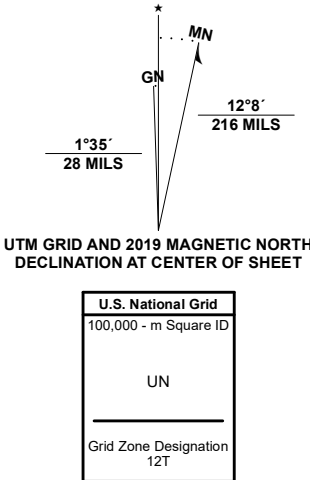 ★
MN
GN
12°8´
216 MILS
1°35´
28 MILS
UTM GRID AND 2019 MAGNETIC NORTH
DECLINATION AT CENTER OF SHEET
U.S. National Grid
100,000 - m Square ID
UN
Grid Zone Designation
12T